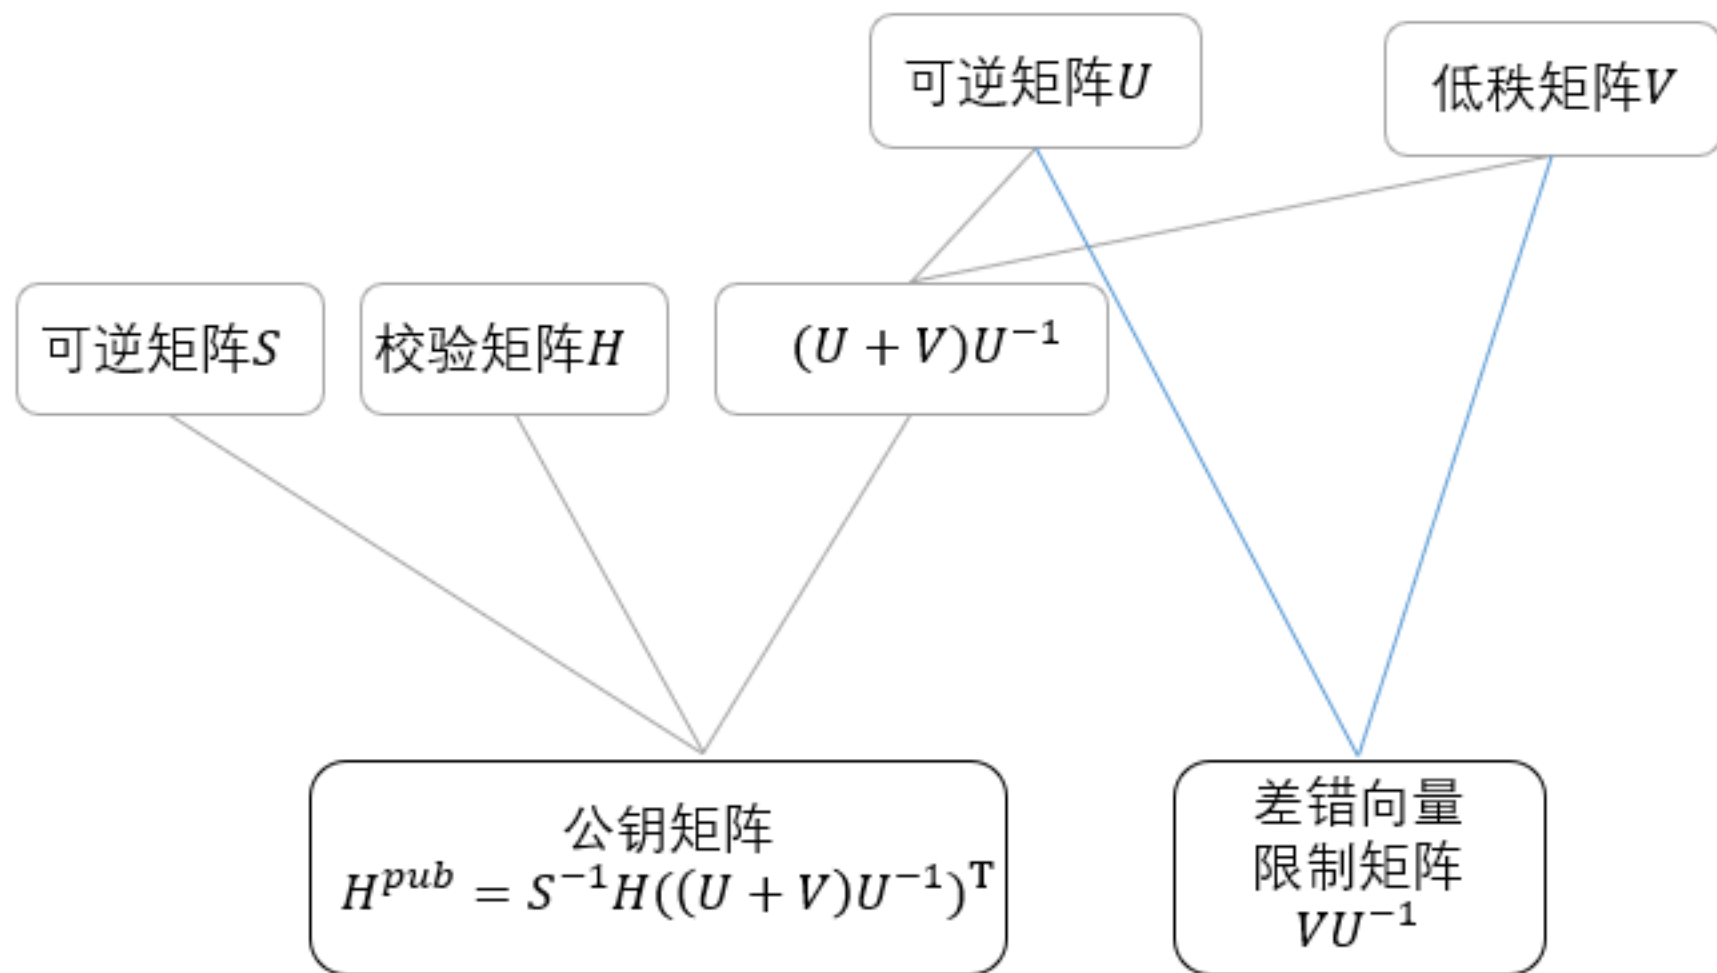 可逆矩阵U
低秩矩阵V
可逆矩阵S
校验矩阵H
(U + V)U⁻¹
公钥矩阵
H^{pub} = S⁻¹H((U + V)U⁻¹)ᵀ
差错向量
限制矩阵
VU⁻¹